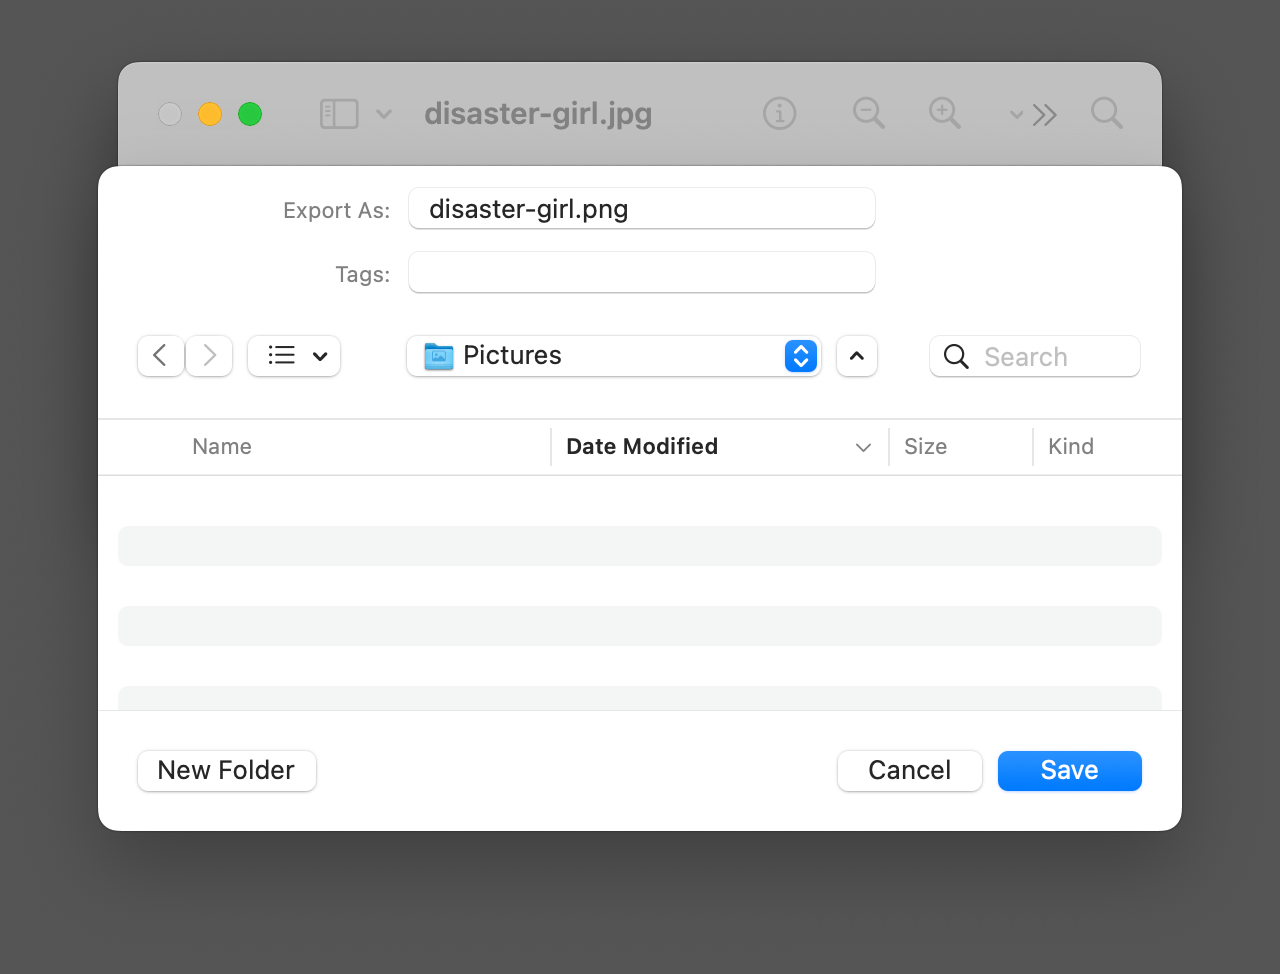 disaster-girl.jpg
Export As: disaster-girl.png
Tags:
Pictures Search
Name Date Modified Size Kind
New Folder Cancel Save